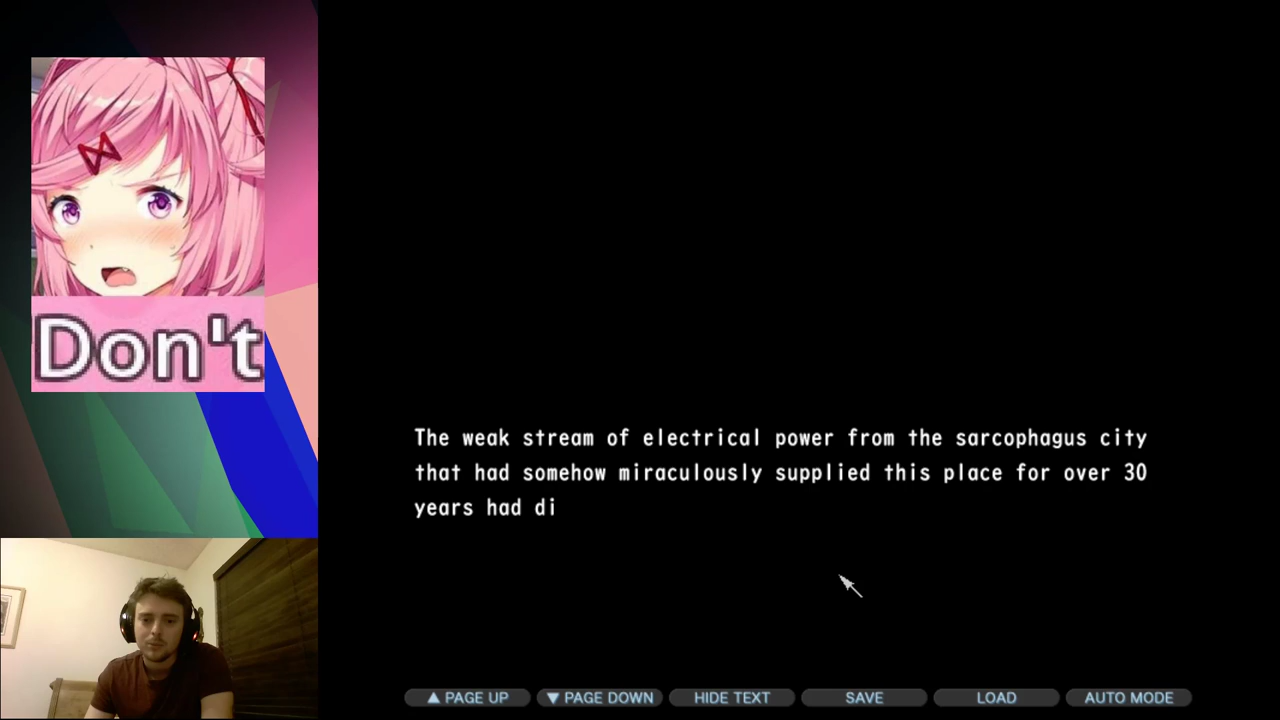 Don't
The weak stream of electrical power from the sarcophagus city
that had somehow miraculously supplied this place for over 30
years had di
▲ PAGE UP
▼ PAGE DOWN
HIDE TEXT
SAVE
LOAD
AUTO MODE